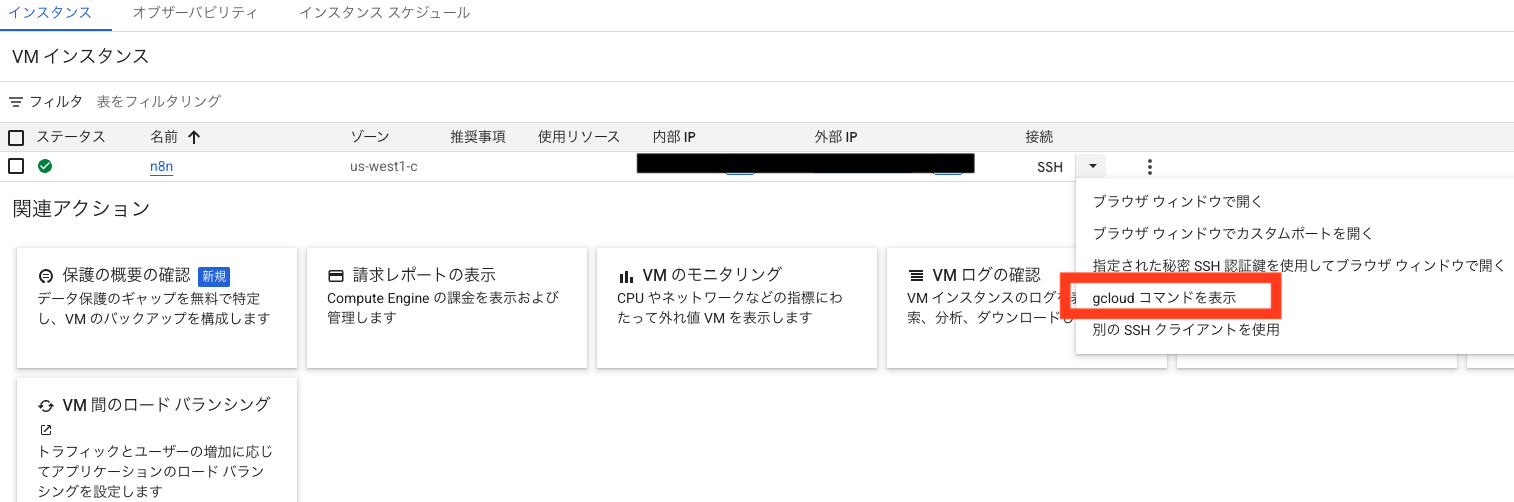 インスタンス オブザーバビリティ インスタンス スケジュール
VM インスタンス
フィルタ 表をフィルタリング
ステータス 名前 ゾーン 推奨事項 使用リソース 内部 IP 外部 IP 接続
n8n us-west1-c SSH
ブラウザ ウィンドウで開く
ブラウザ ウィンドウでカスタムポートを開く
指定された秘密 SSH 認証鍵を使用してブラウザ ウィンドウで開く
gcloud コマンドを表示
別の SSH クライアントを使用
関連アクション
保護の概要の確認 新規
データ保護のギャップを無料で特定
し、VM のバックアップを構成します
請求レポートの表示
Compute Engine の課金を表示および
管理します
VM のモニタリング
CPU やネットワークなどの指標にわ
たって外れ値 VM を表示します
VM ログの確認
VM インスタンスのログを
索、分析、ダウンロード
VM 間のロード バランシング
トラフィックとユーザーの増加に応じ
てアプリケーションのロード バラン
シングを設定します